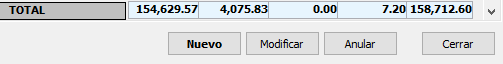 TOTAL 154,629.57 4,075.83 0.00 7.20 158,712.60
Nuevo Modificar Anular Cerrar